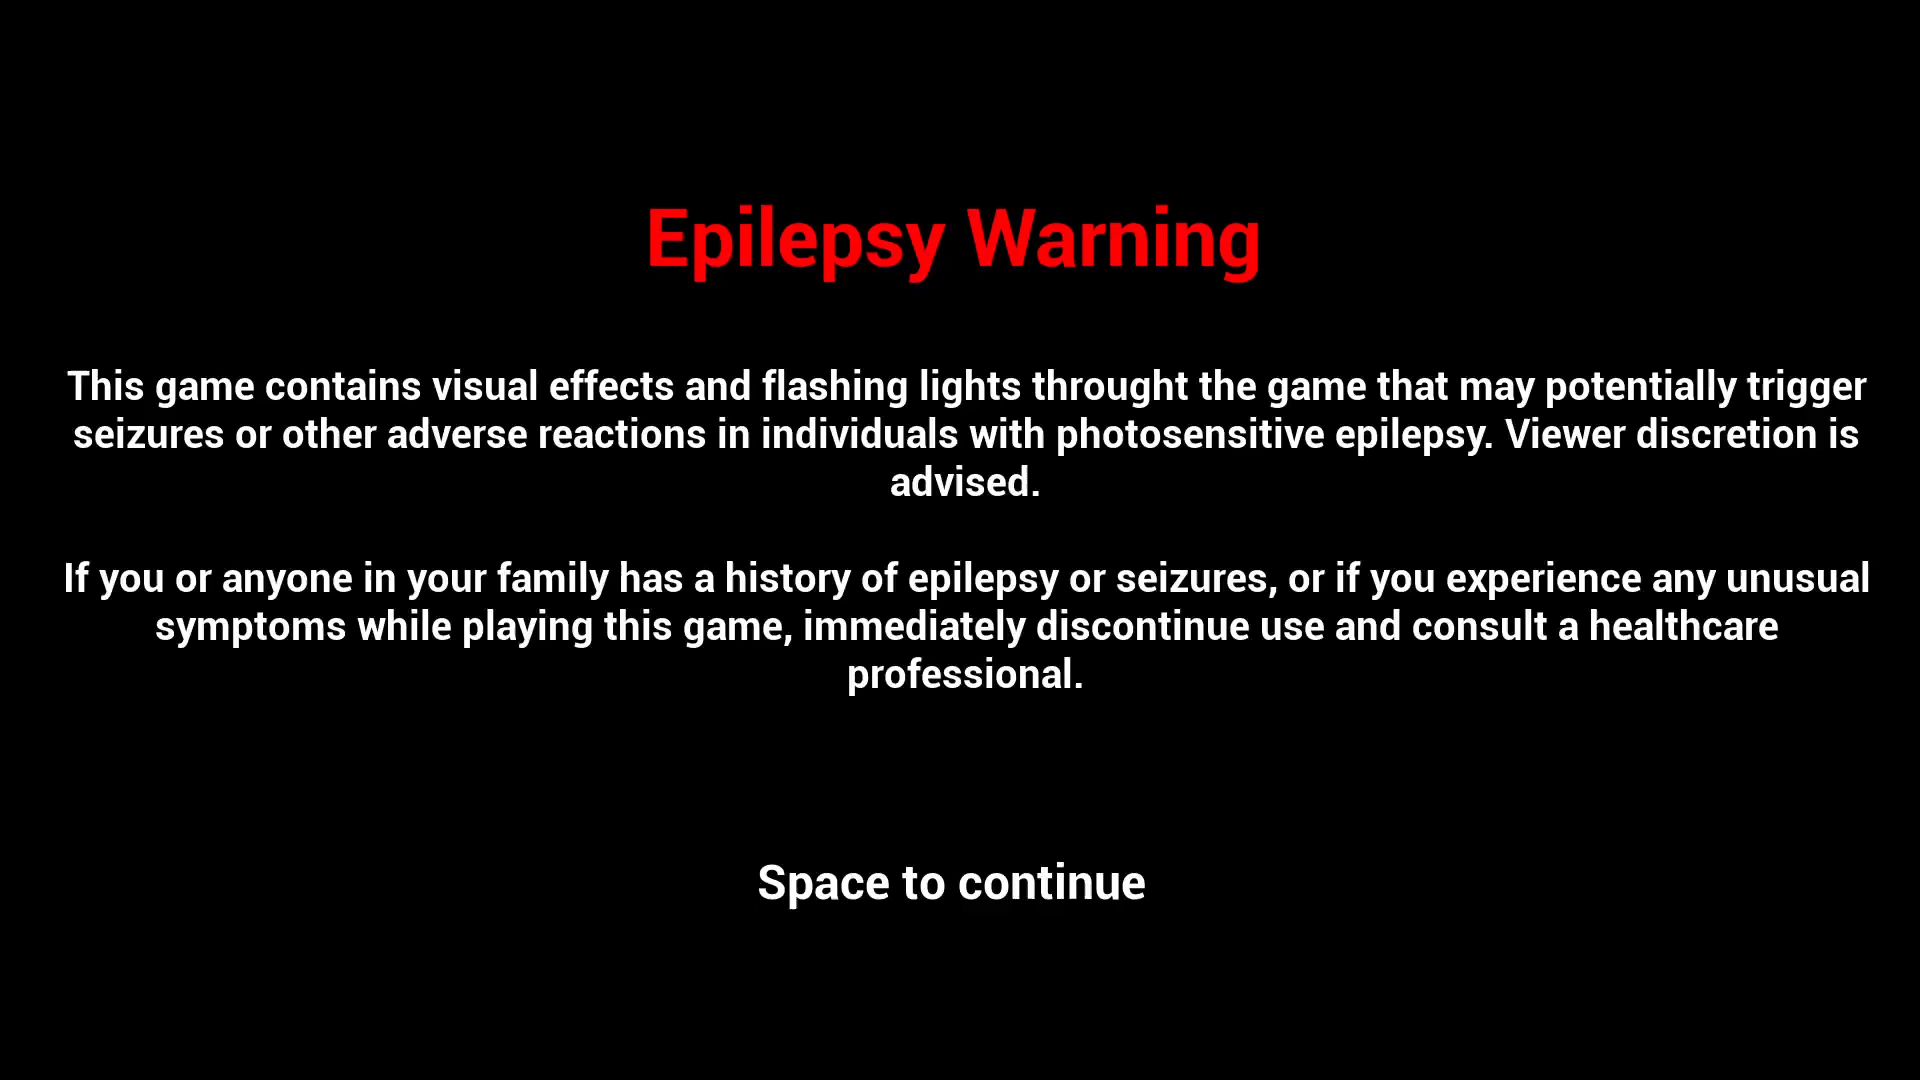 Epilepsy Warning
This game contains visual effects and flashing lights throught the game that may potentially trigger
seizures or other adverse reactions in individuals with photosensitive epilepsy. Viewer discretion is
advised.
If you or anyone in your family has a history of epilepsy or seizures, or if you experience any unusual
symptoms while playing this game, immediately discontinue use and consult a healthcare
professional.
Space to continue